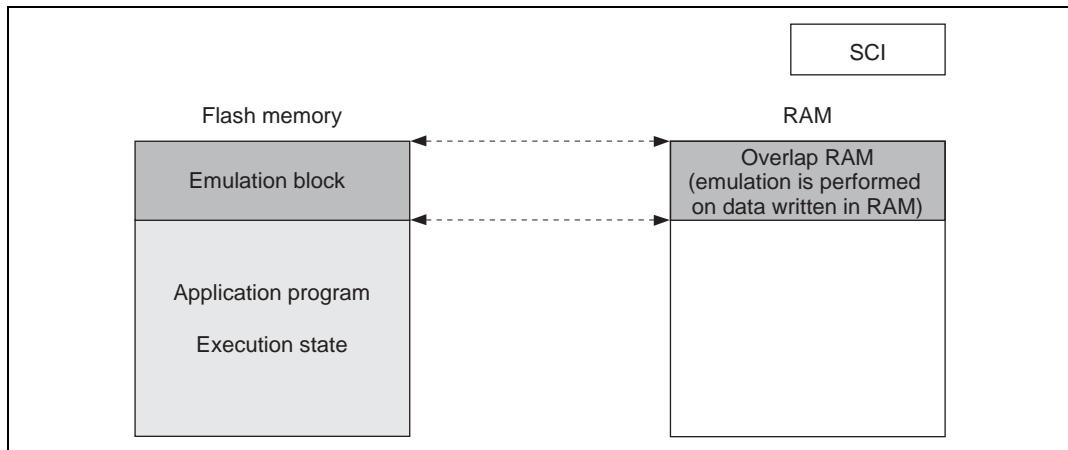 SCI
Flash memory
RAM
Emulation block
Overlap RAM
(emulation is performed
on data written in RAM)
Application program
Execution state